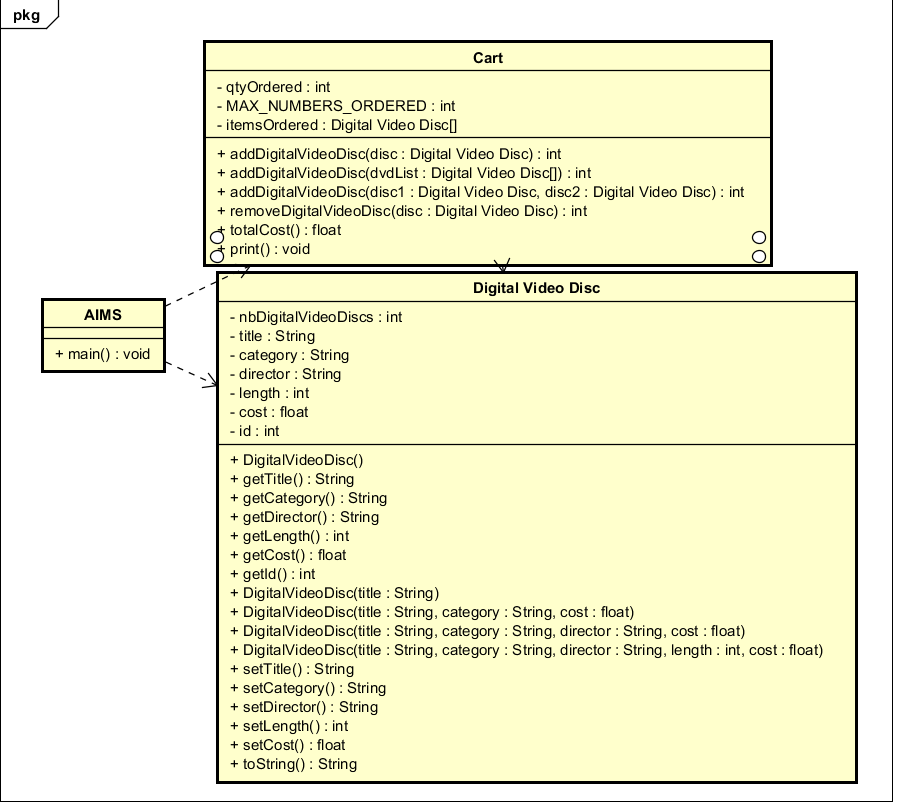 pkg
Cart
- qtyOrdered : int
- MAX_NUMBERS_ORDERED : int
- itemsOrdered : Digital Video Disc[]
+ addDigitalVideoDisc(disc : Digital Video Disc) : int
+ addDigitalVideoDisc(dvdList : Digital Video Disc[]) : int
+ addDigitalVideoDisc(disc1 : Digital Video Disc, disc2 : Digital Video Disc) : int
+ removeDigitalVideoDisc(disc : Digital Video Disc) : int
+ totalCost() : float
+ print() : void
AIMS
+ main() : void
Digital Video Disc
- nbDigitalVideoDiscs : int
- title : String
- category : String
- director : String
- length : int
- cost : float
- id : int
+ DigitalVideoDisc()
+ getTitle() : String
+ getCategory() : String
+ getDirector() : String
+ getLength() : int
+ getCost() : float
+ getId() : int
+ DigitalVideoDisc(title : String)
+ DigitalVideoDisc(title : String, category : String, cost : float)
+ DigitalVideoDisc(title : String, category : String, director : String, cost : float)
+ DigitalVideoDisc(title : String, category : String, director : String, length : int, cost : float)
+ setTitle() : String
+ setCategory() : String
+ setDirector() : String
+ setLength() : int
+ setCost() : float
+ toString() : String